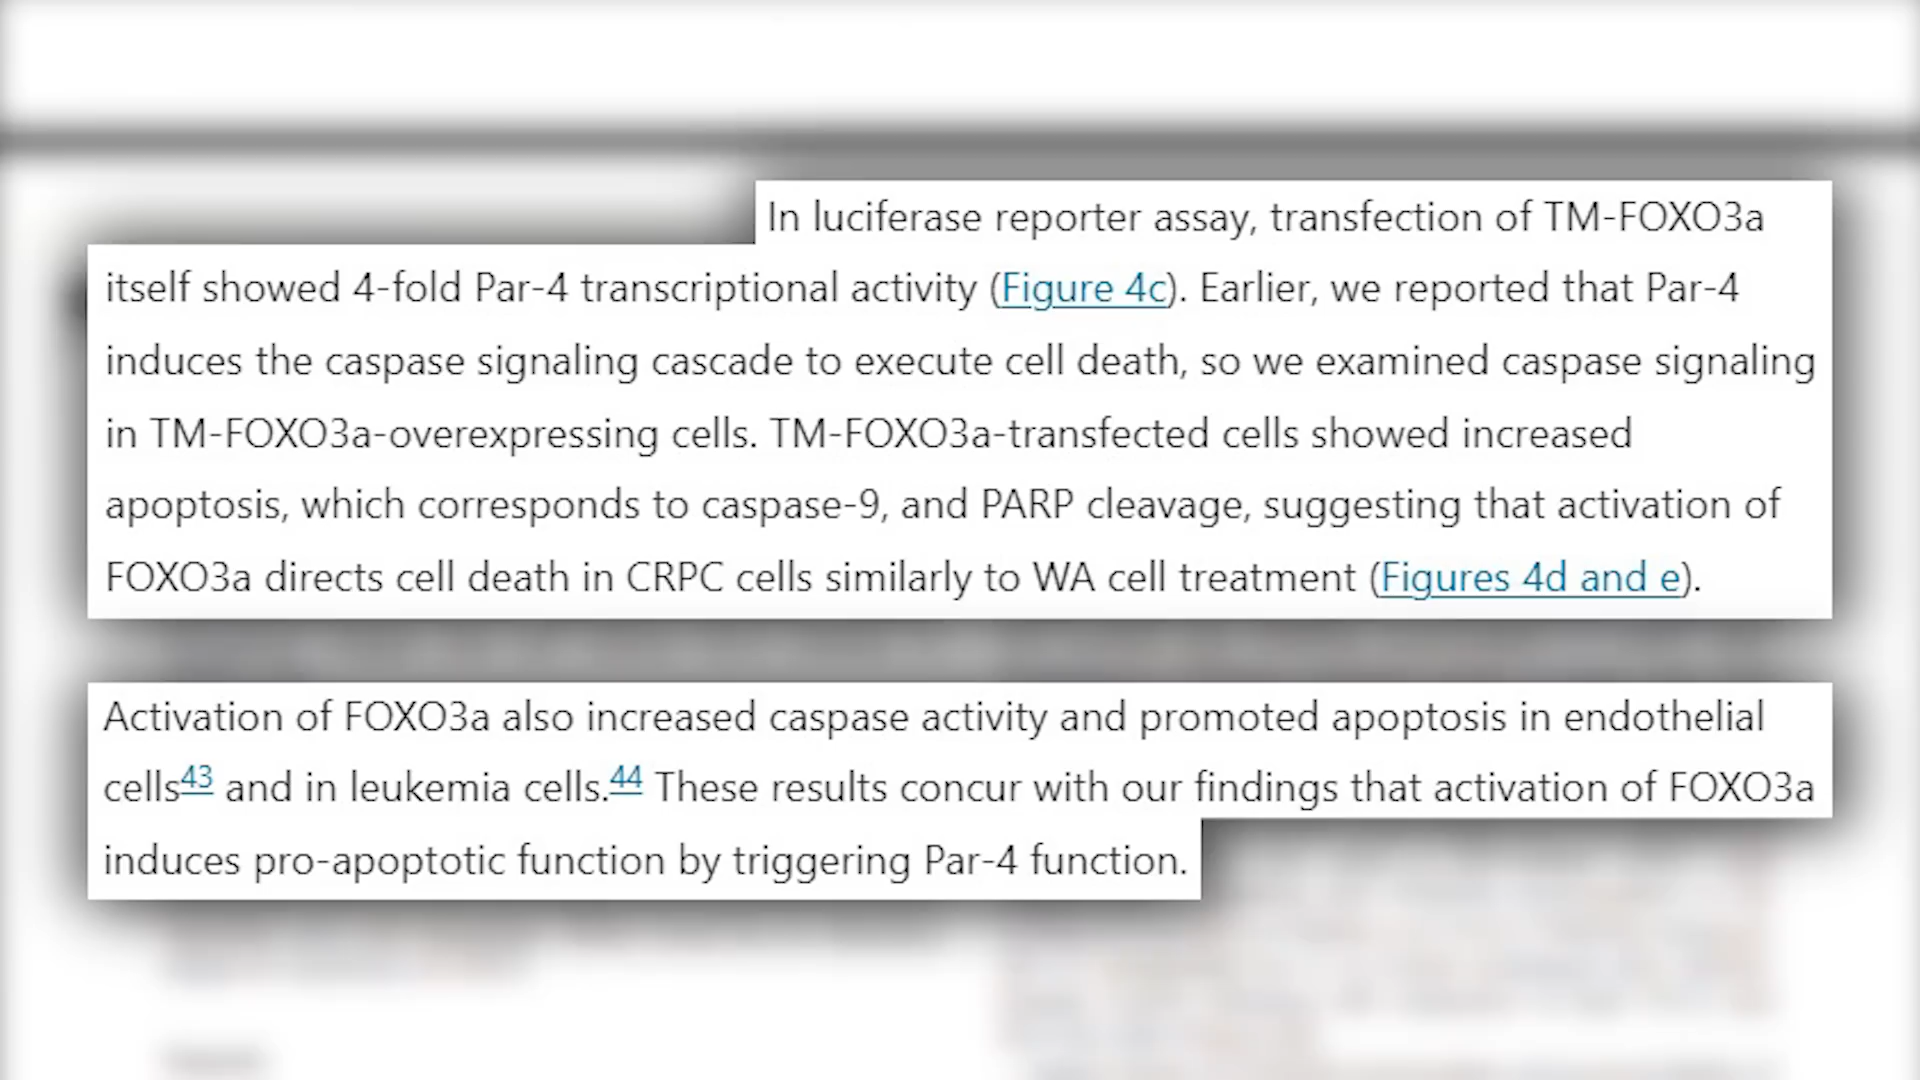 In luciferase reporter assay, transfection of TM-FOXO3a
itself showed 4-fold Par-4 transcriptional activity (Figure 4c). Earlier, we reported that Par-4
induces the caspase signaling cascade to execute cell death, so we examined caspase signaling
in TM-FOXO3a-overexpressing cells. TM-FOXO3a-transfected cells showed increased
apoptosis, which corresponds to caspase-9, and PARP cleavage, suggesting that activation of
FOXO3a directs cell death in CRPC cells similarly to WA cell treatment (Figures 4d and e).
Activation of FOXO3a also increased caspase activity and promoted apoptosis in endothelial
cells43 and in leukemia cells.44 These results concur with our findings that activation of FOXO3a
induces pro-apoptotic function by triggering Par-4 function.